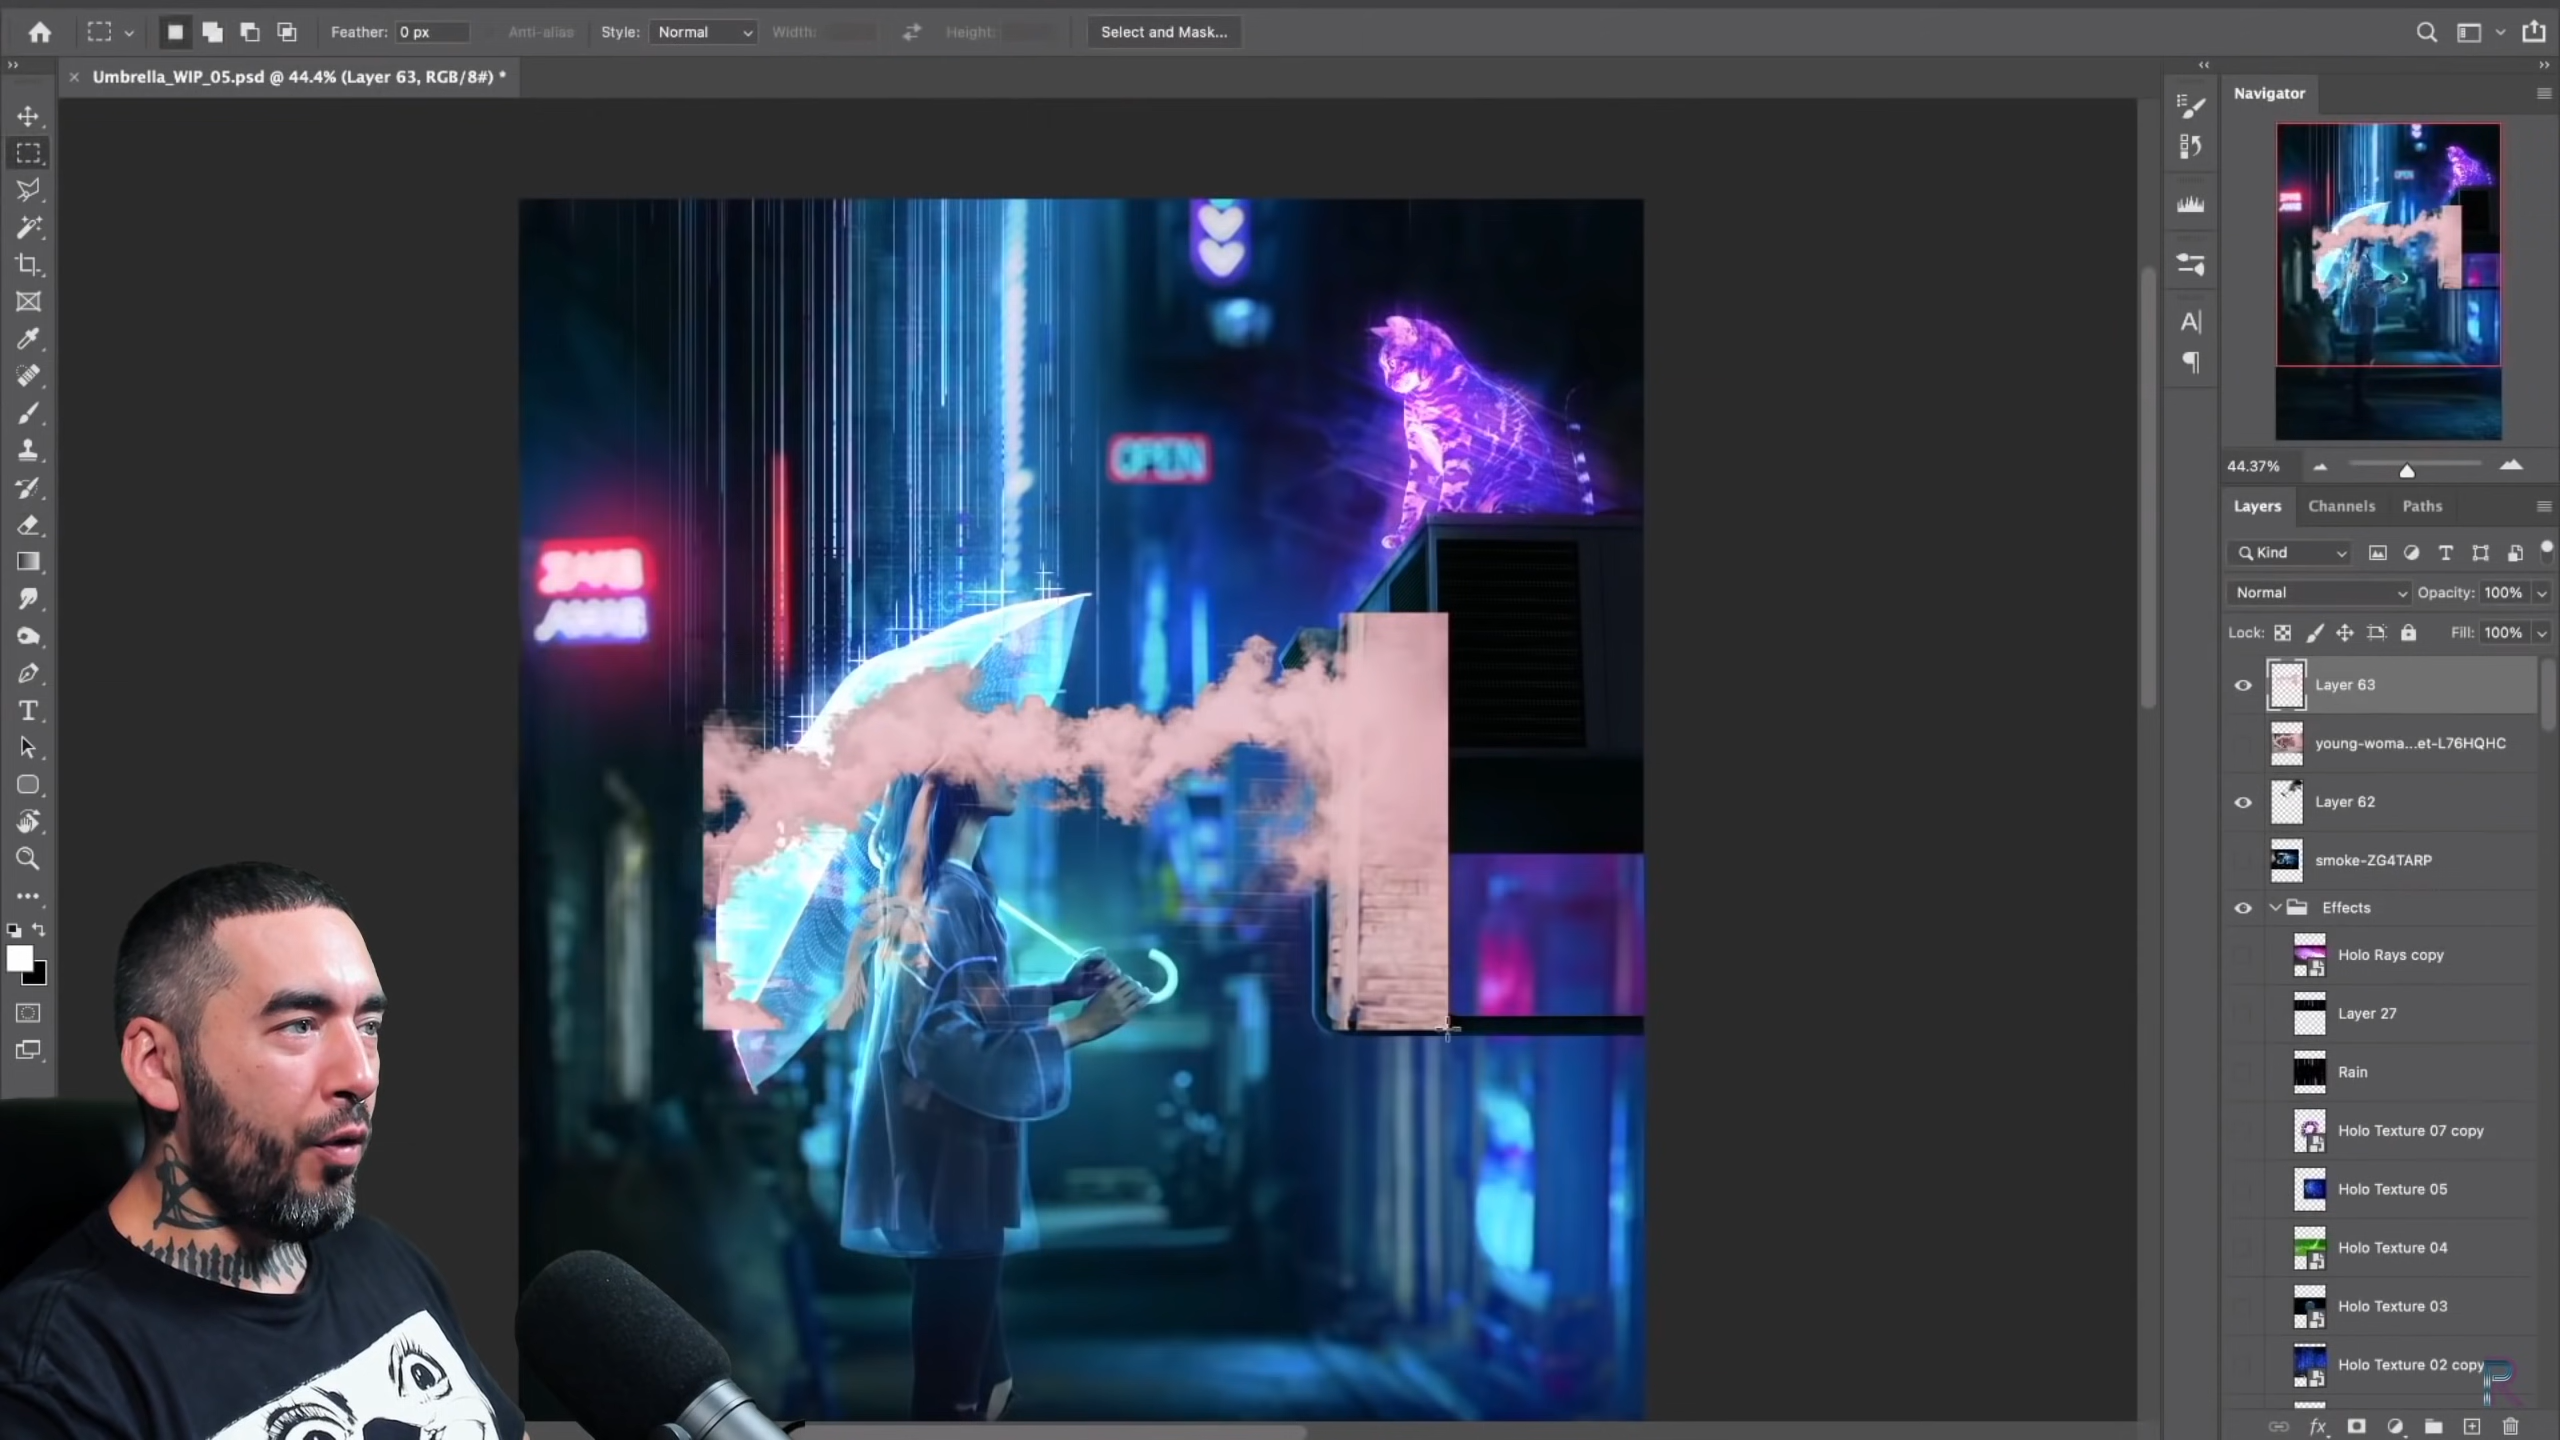 Feather: 0 px Anti-alias Style: Normal Width: Height: Select and Mask...
Umbrella_WIP_05.psd @ 44.4% (Layer 63, RGB/8#) *
Navigator
OPEN
44.37%
Layers Channels Paths
Kind
Normal Opacity: 100%
Lock: Fill: 100%
Layer 63
young-woma...et-L76HQHC
Layer 62
smoke-ZG4TARP
Effects
Holo Rays copy
Layer 27
Rain
Holo Texture 07 copy
Holo Texture 05
Holo Texture 04
Holo Texture 03
Holo Texture 02 copy
fx